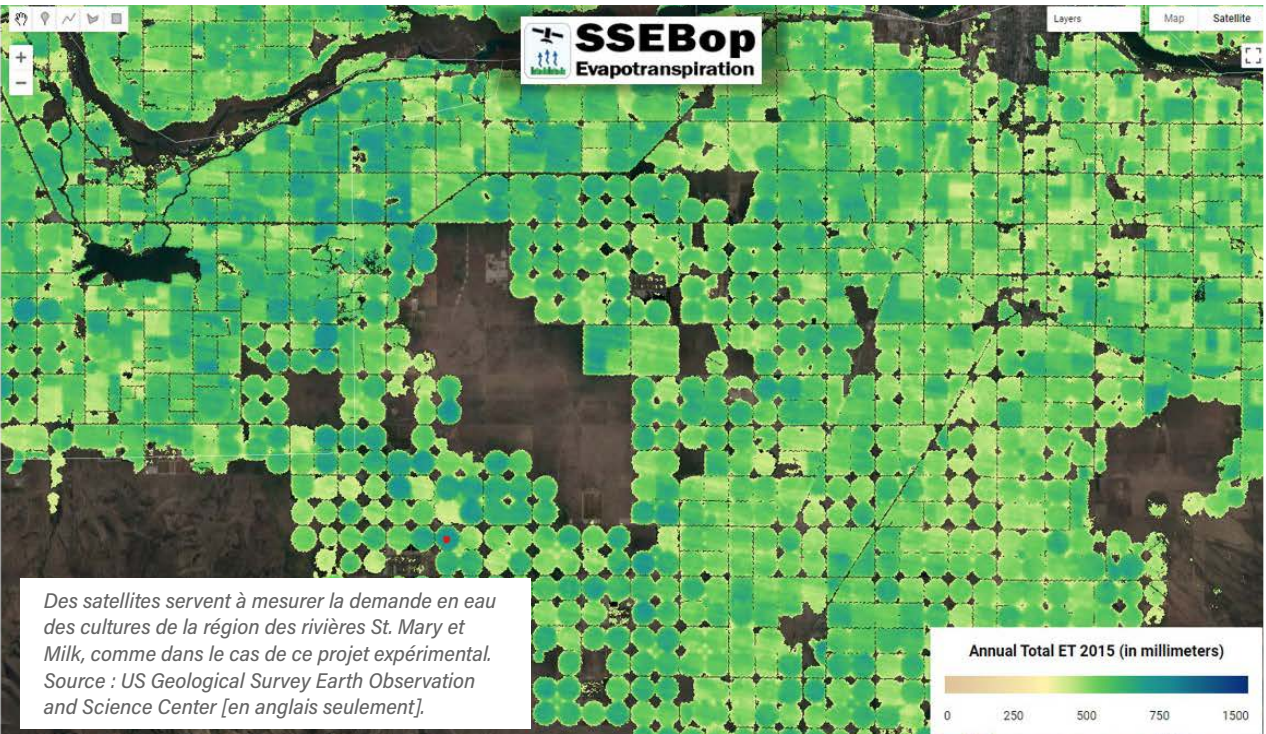 SSEBop
Evapotranspiration
Layers
Map Satellite
+
−
Des satellites servent à mesurer la demande en eau
des cultures de la région des rivières St. Mary et
Milk, comme dans le cas de ce projet expérimental.
Source : US Geological Survey Earth Observation
and Science Center [en anglais seulement].
Annual Total ET 2015 (in millimeters)
0 250 500 750 1500